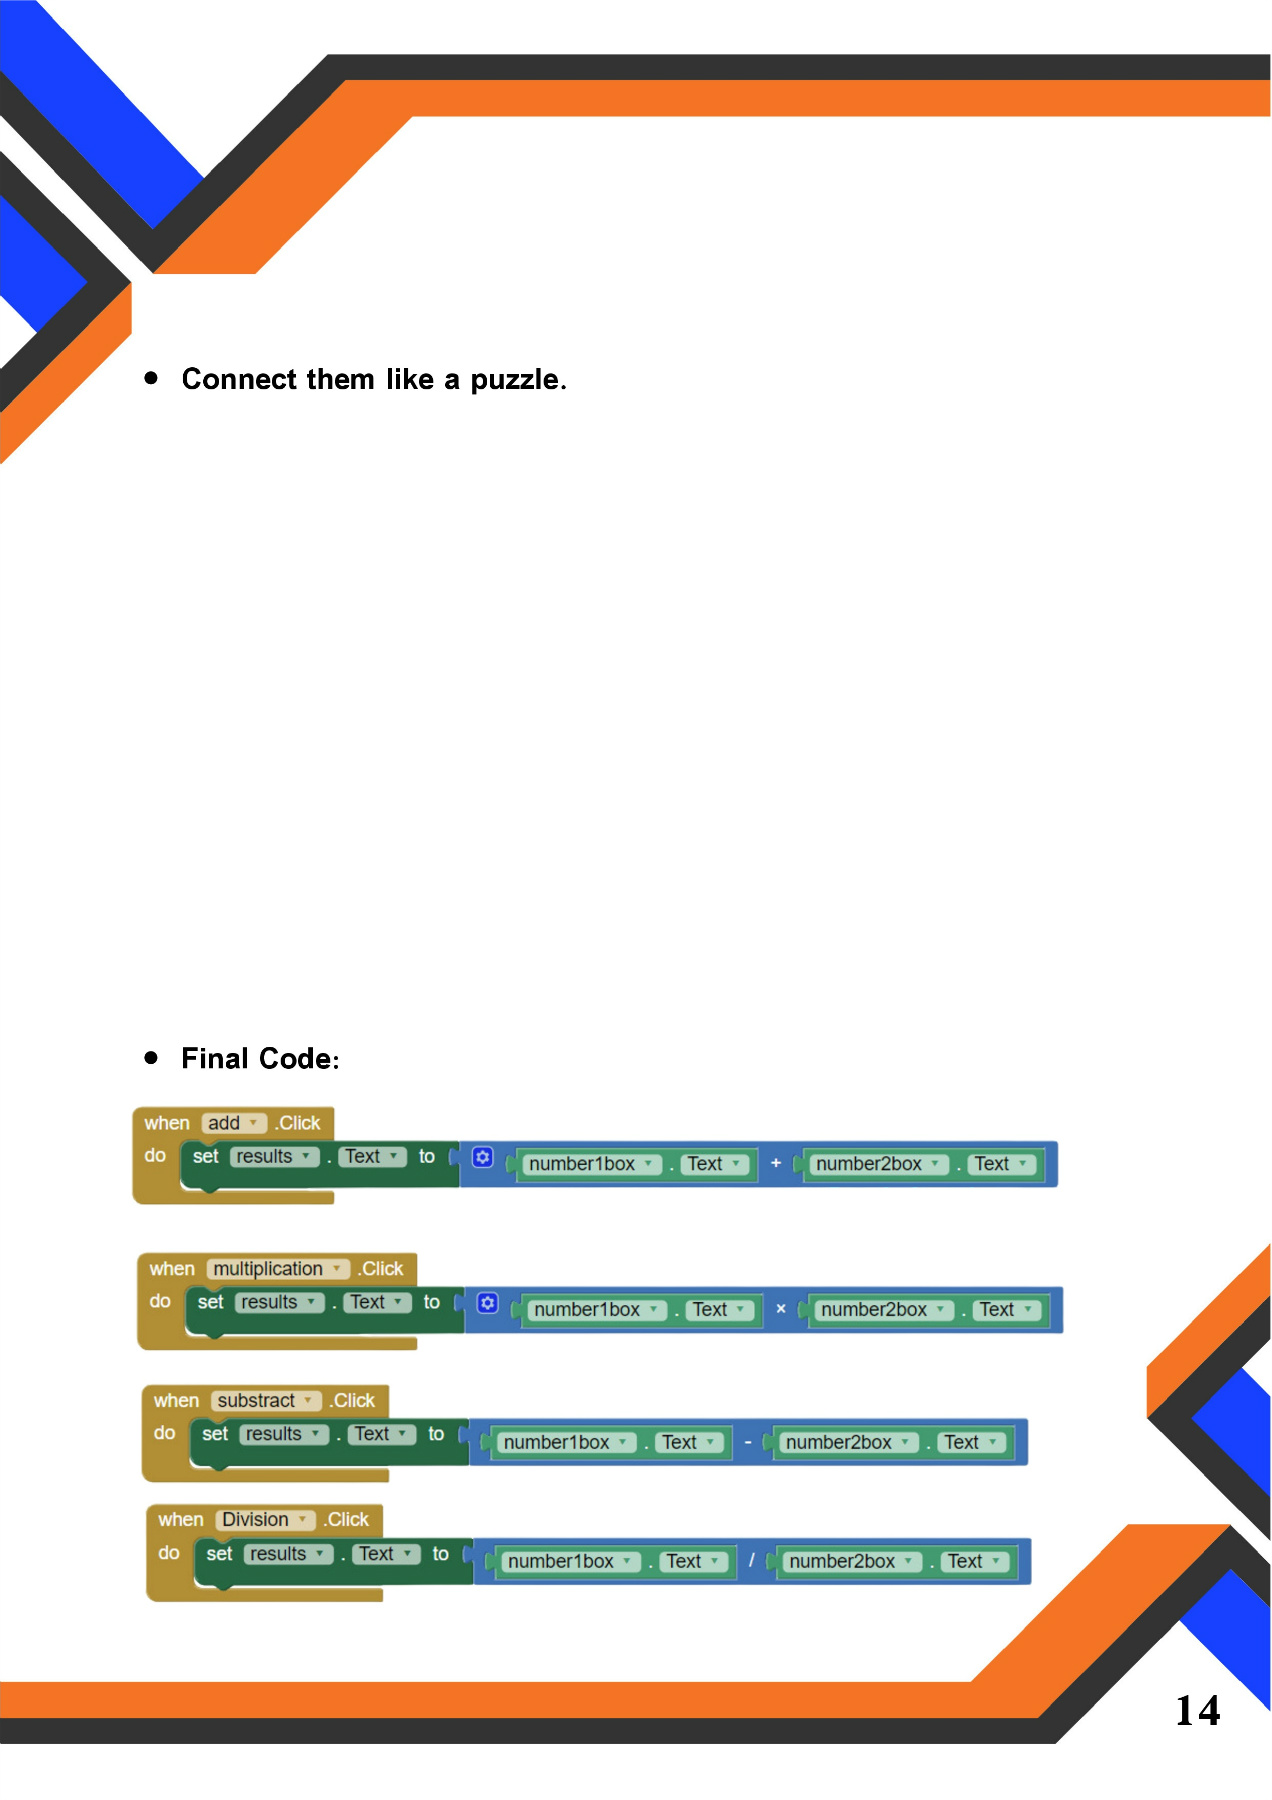 • Connect them like a puzzle.
• Final Code:
when add .Click
do set results . Text to number1box . Text + number2box . Text
when multiplication .Click
do set results . Text to number1box . Text × number2box . Text
when substract .Click
do set results . Text to number1box . Text - number2box . Text
when Division .Click
do set results . Text to number1box . Text / number2box . Text
14